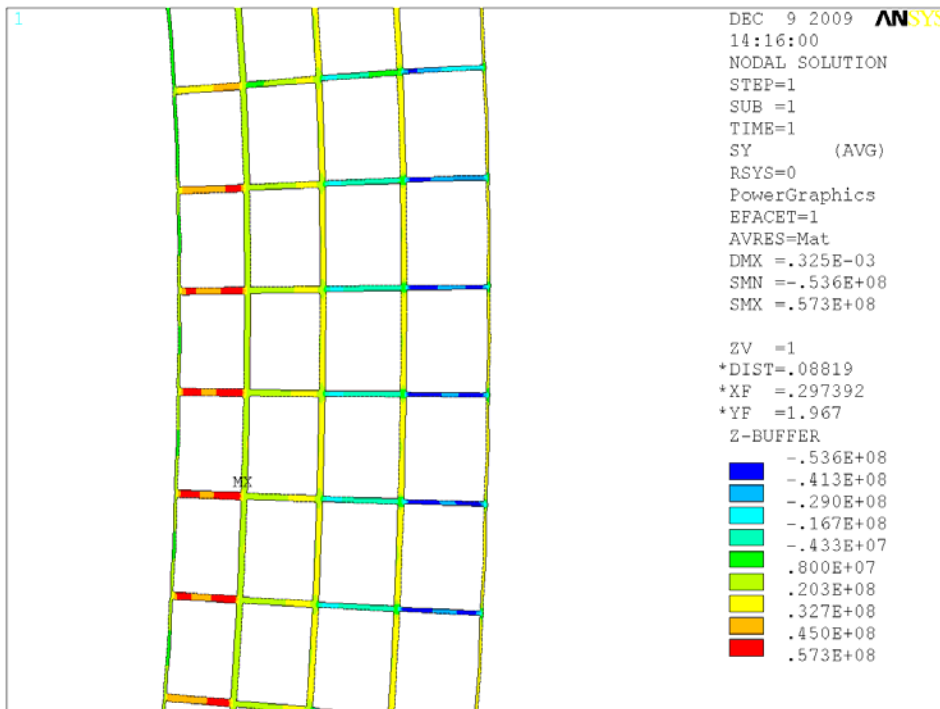 1
DEC 9 2009 ANSYS
14:16:00
NODAL SOLUTION
STEP=1
SUB =1
TIME=1
SY (AVG)
RSYS=0
PowerGraphics
EFACET=1
AVRES=Mat
DMX =.325E-03
SMN =-.536E+08
SMX =.573E+08
ZV =1
*DIST=.08819
*XF =.297392
*YF =1.967
Z-BUFFER
-.536E+08
-.413E+08
-.290E+08
-.167E+08
-.433E+07
.800E+07
.203E+08
.327E+08
.450E+08
.573E+08
MX